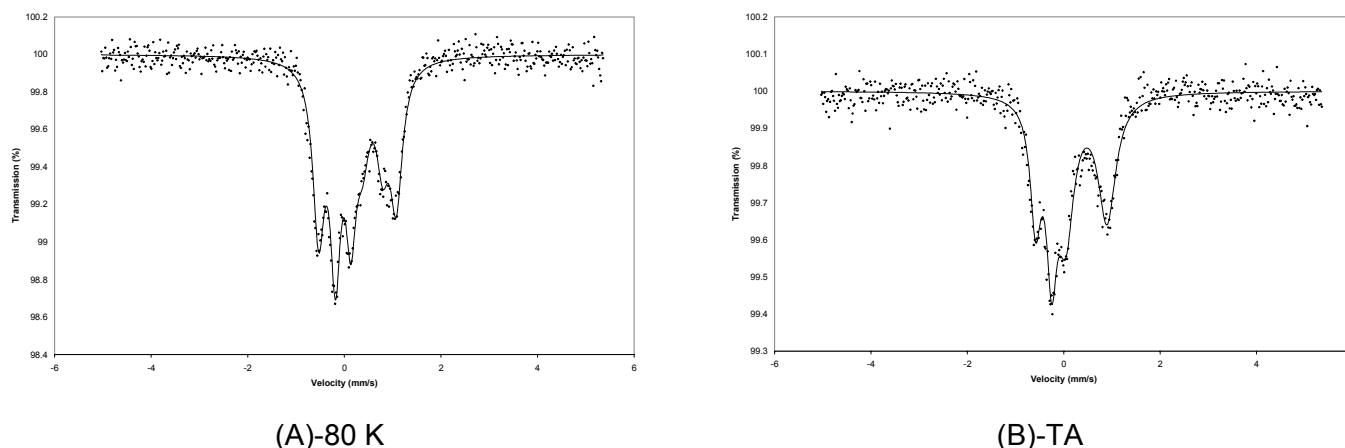 100.2
100
99.8
99.6
99.4
99.2
99
98.8
98.6
98.4
Transmission (%)
-6 -4 -2 0 2 4 6
Velocity (mm/s)
(A)-80 K
100.2
100.1
100
99.9
99.8
99.7
99.6
99.5
99.4
99.3
Transmission (%)
-6 -4 -2 0 2 4
Velocity (mm/s)
(B)-TA